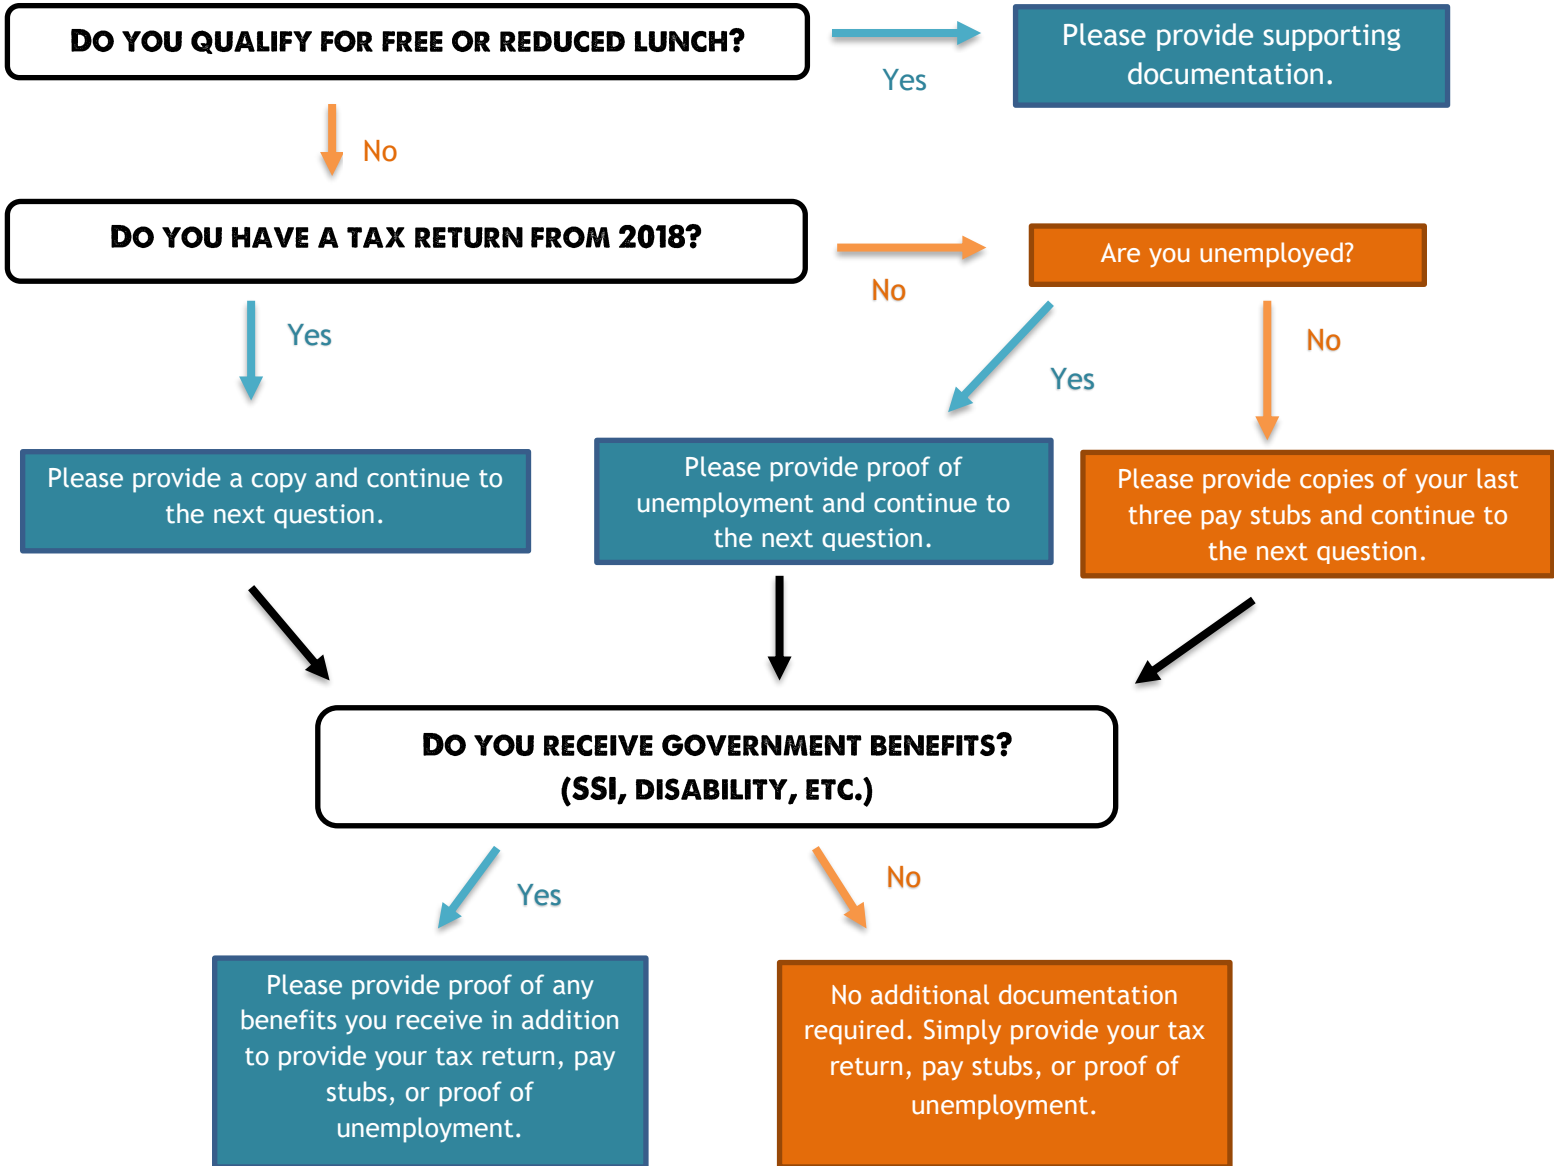 DO YOU QUALIFY FOR FREE OR REDUCED LUNCH?
Yes
Please provide supporting
documentation.
No
DO YOU HAVE A TAX RETURN FROM 2018?
No
Are you unemployed?
Yes
Yes
No
Please provide a copy and continue to
the next question.
Please provide proof of
unemployment and continue to
the next question.
Please provide copies of your last
three pay stubs and continue to
the next question.
DO YOU RECEIVE GOVERNMENT BENEFITS?
(SSI, DISABILITY, ETC.)
Yes
No
Please provide proof of any
benefits you receive in addition
to provide your tax return, pay
stubs, or proof of
unemployment.
No additional documentation
required. Simply provide your tax
return, pay stubs, or proof of
unemployment.